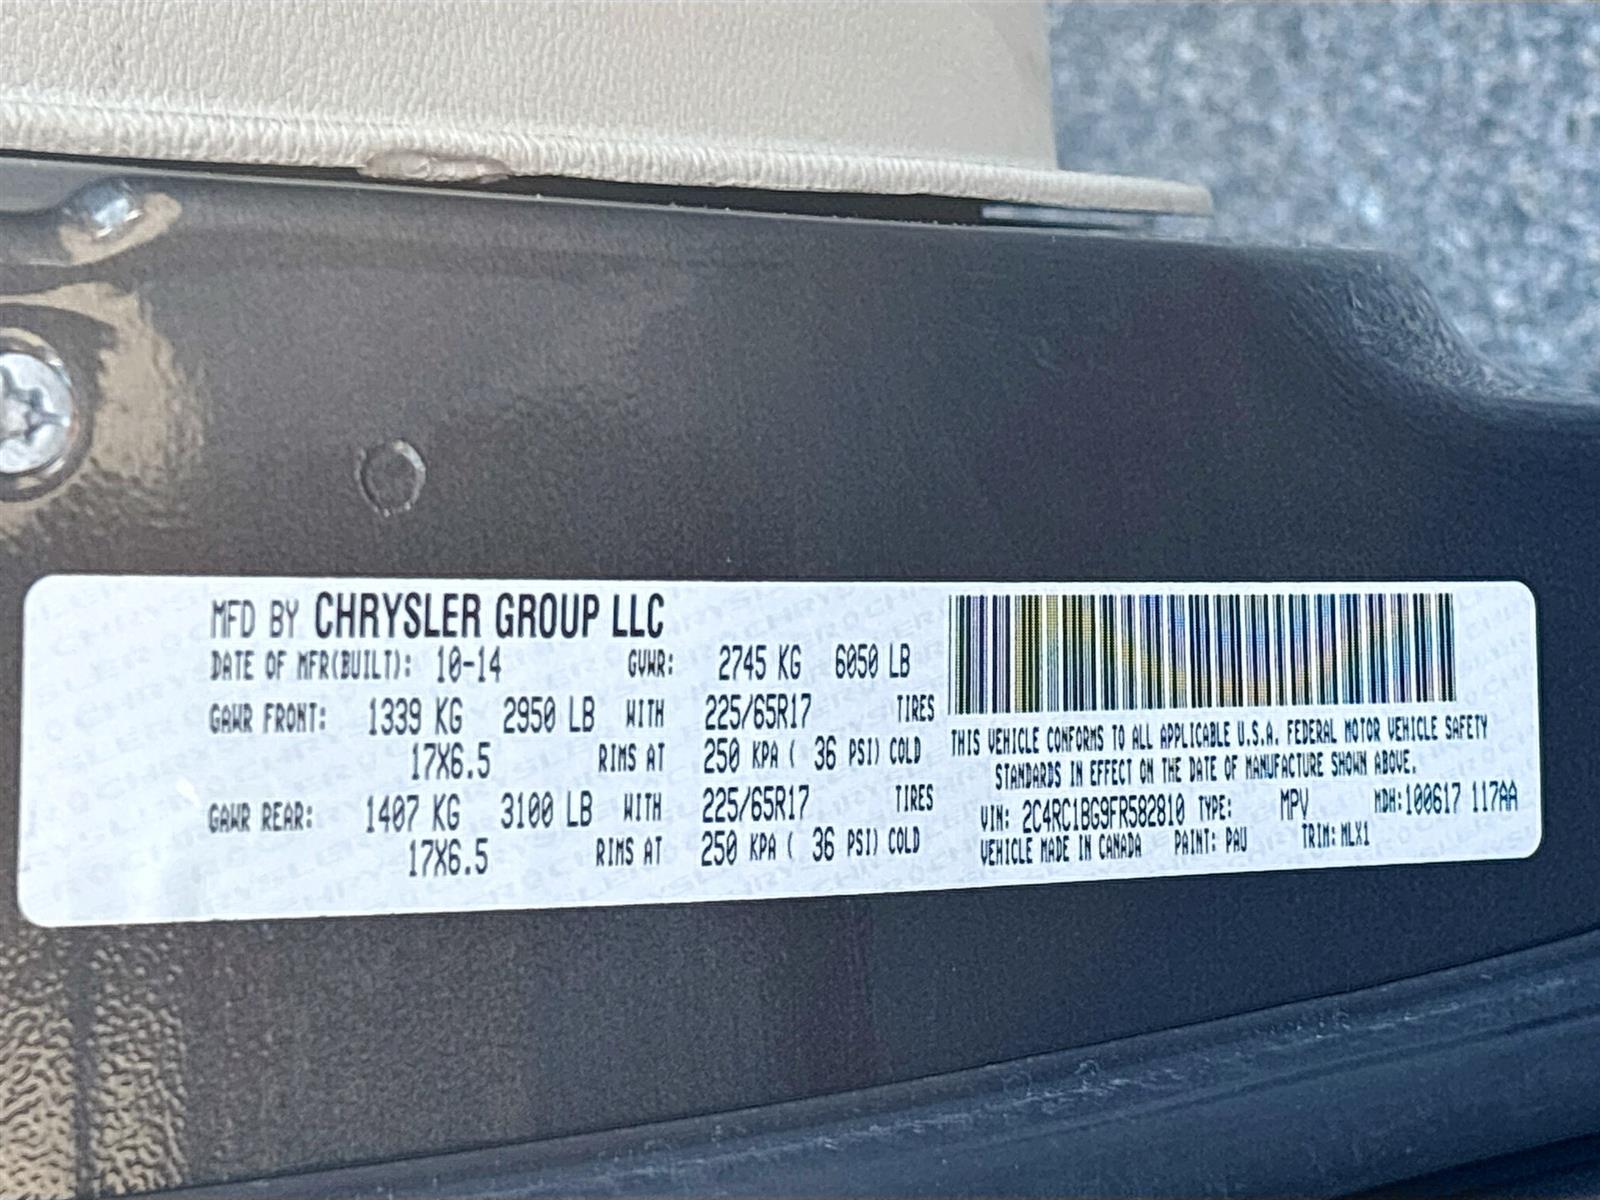 MFD BY CHRYSLER GROUP LLC
DATE OF MFR(BUILT): 10-14 GVWR: 2745 KG 6050 LB
GAWR FRONT: 1339 KG 2950 LB WITH 225/65R17 TIRES
17X6.5 RIMS AT 250 KPA ( 36 PSI) COLD
GAWR REAR: 1407 KG 3100 LB WITH 225/65R17 TIRES
17X6.5 RIMS AT 250 KPA ( 36 PSI) COLD
THIS VEHICLE CONFORMS TO ALL APPLICABLE U.S.A. FEDERAL MOTOR VEHICLE SAFETY
STANDARDS IN EFFECT ON THE DATE OF MANUFACTURE SHOWN ABOVE.
VIN: 2C4RC1BG9FR582810 TYPE: MPV MDH:100617 117AA
VEHICLE MADE IN CANADA PAINT: PAU TRIM: MLX1